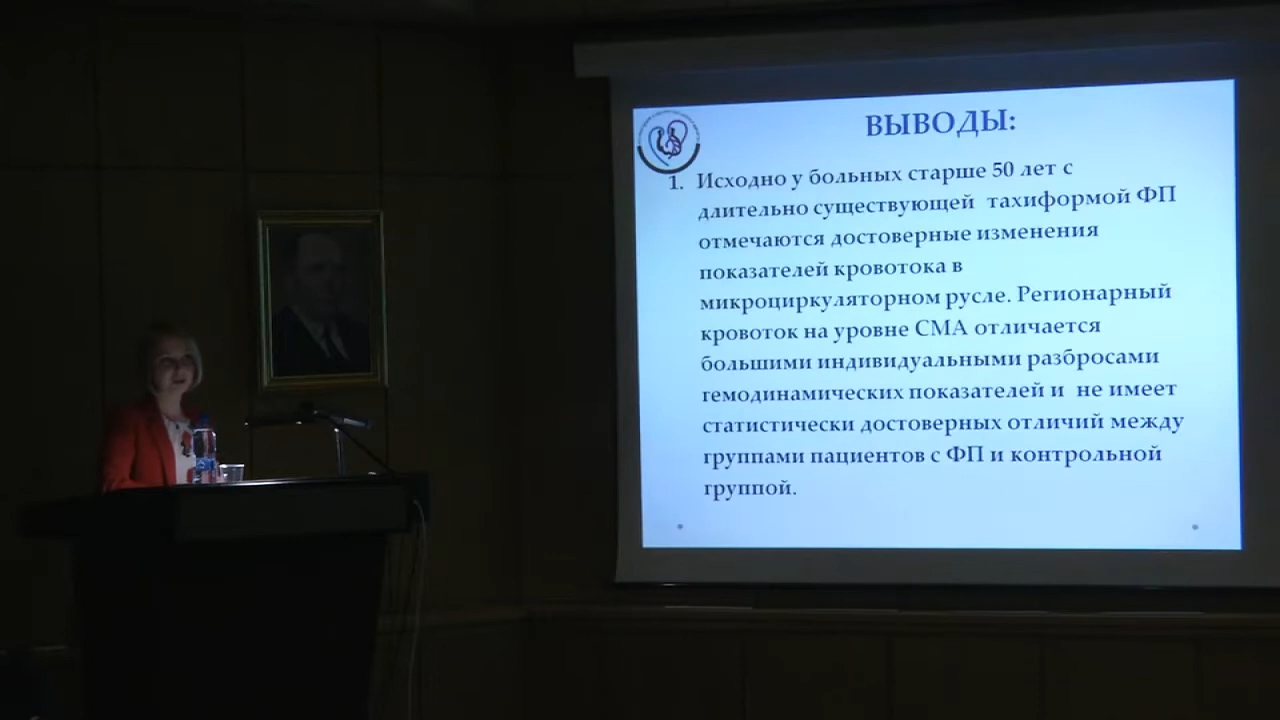 ВЫВОДЫ:
1. Исходно у больных старше 50 лет с
длительно существующей тахиформой ФП
отмечаются достоверные изменения
показателей кровотока в
микроциркуляторном русле. Регионарный
кровоток на уровне СМА отличается
большими индивидуальными разбросами
гемодинамических показателей и не имеет
статистически достоверных отличий между
группами пациентов с ФП и контрольной
группой.